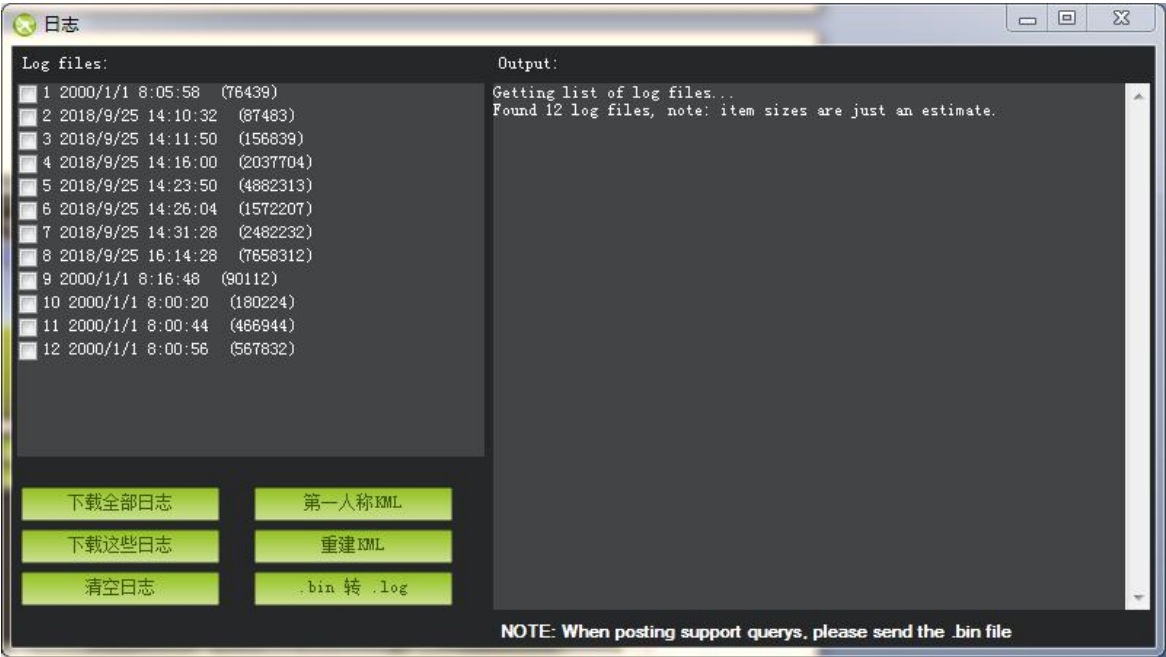 日志
Log files:
1 2000/1/1 8:05:58 (76439)
2 2018/9/25 14:10:32 (87483)
3 2018/9/25 14:11:50 (156839)
4 2018/9/25 14:16:00 (2037704)
5 2018/9/25 14:23:50 (4882313)
6 2018/9/25 14:26:04 (1572207)
7 2018/9/25 14:31:28 (2482232)
8 2018/9/25 16:14:28 (7658312)
9 2000/1/1 8:16:48 (90112)
10 2000/1/1 8:00:20 (180224)
11 2000/1/1 8:00:44 (466944)
12 2000/1/1 8:00:56 (567832)
下载全部日志
第一人称KML
下载这些日志
重建KML
清空日志
.bin 转 .log
Output:
Getting list of log files...
Found 12 log files, note: item sizes are just an estimate.
NOTE: When posting support querys, please send the .bin file